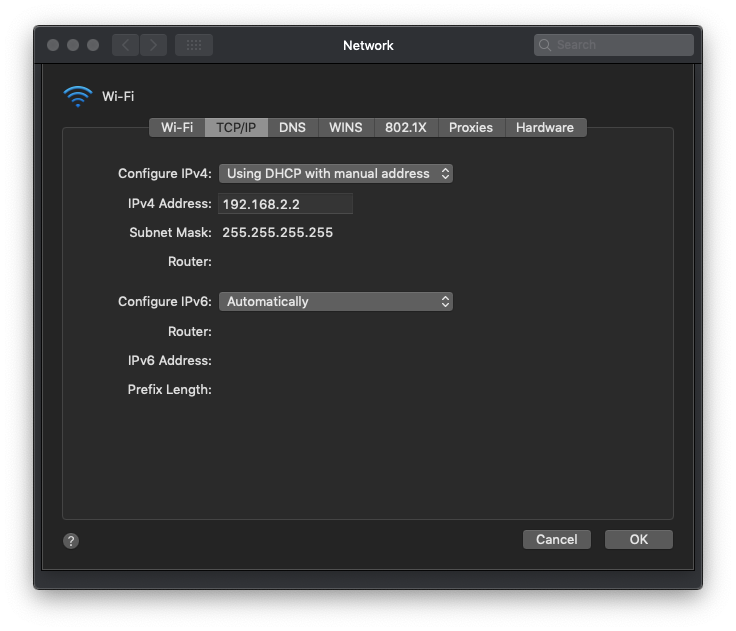 Network
Search
Wi-Fi
Wi-Fi TCP/IP DNS WINS 802.1X Proxies Hardware
Configure IPv4: Using DHCP with manual address
IPv4 Address: 192.168.2.2
Subnet Mask: 255.255.255.255
Router:
Configure IPv6: Automatically
Router:
IPv6 Address:
Prefix Length:
? Cancel OK